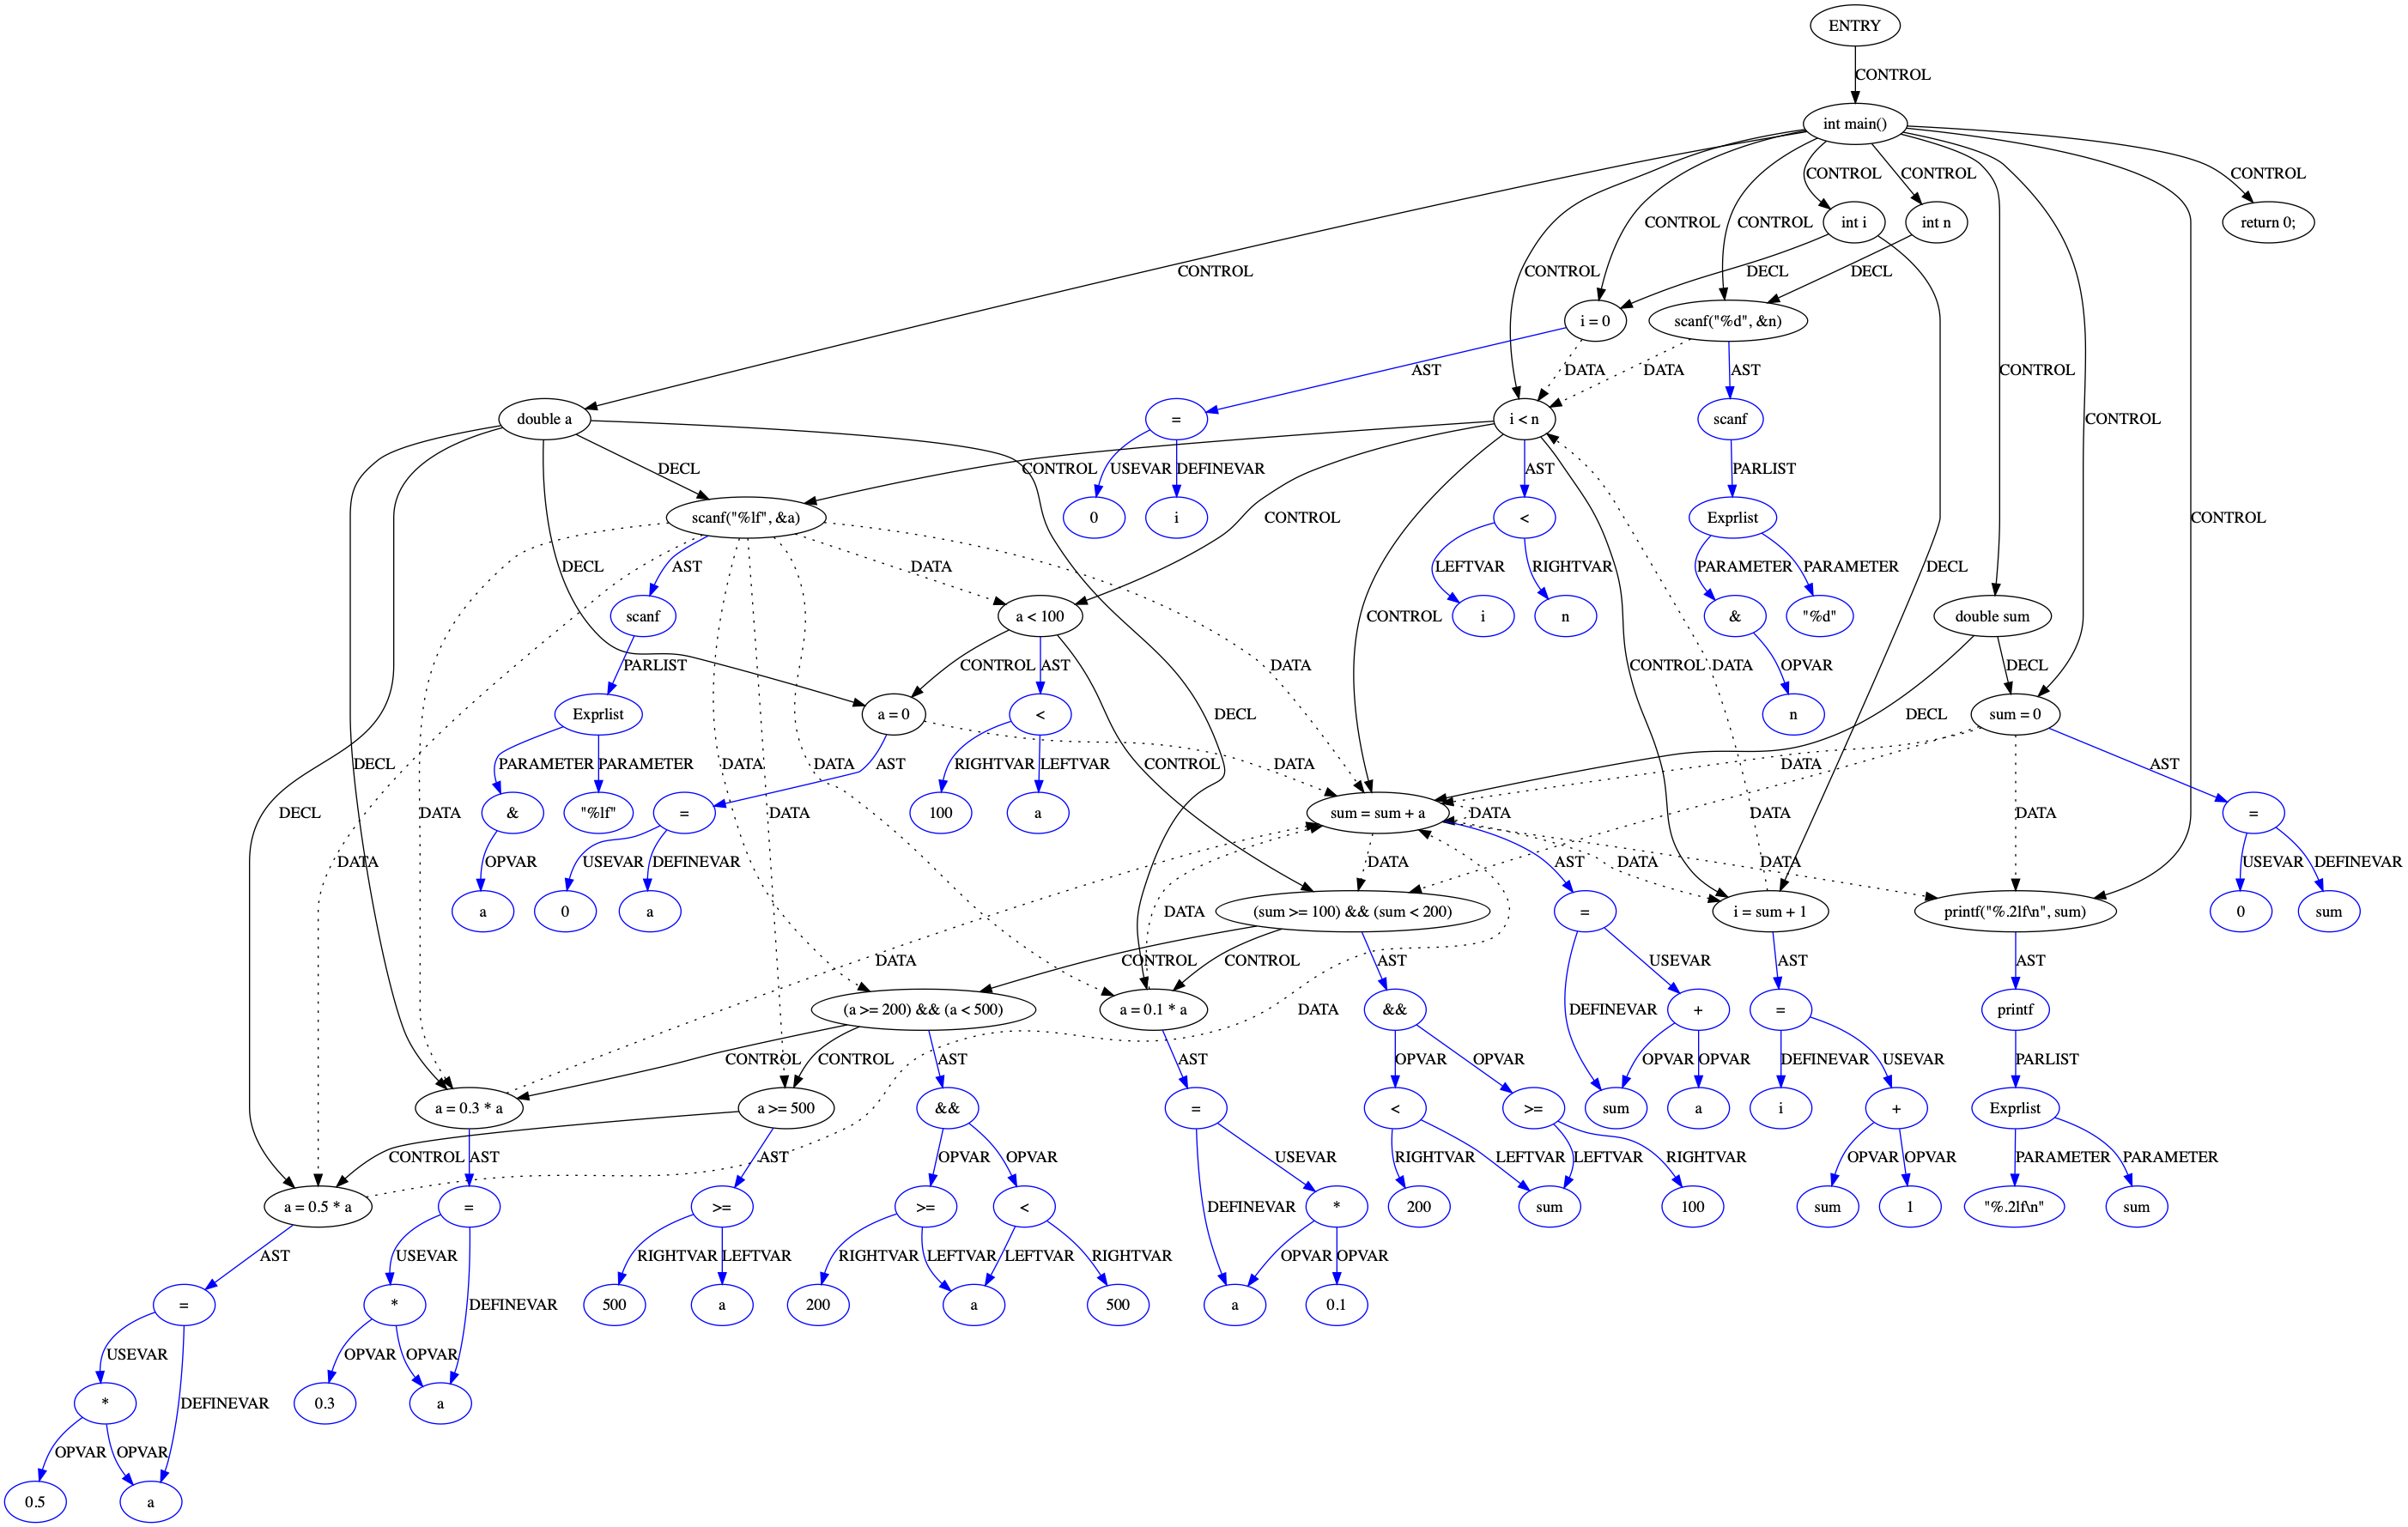 ENTRY
CONTROL
int main()
CONTROL CONTROL CONTROL
CONTROL CONTROL int i int n return 0;
CONTROL CONTROL DECL DECL
i = 0 scanf("%d", &n)
AST DATA DATA AST CONTROL
double a = i < n scanf CONTROL
DECL CONTROL USEVAR DEFINEVAR AST PARLIST
scanf("%lf", &a) 0 i CONTROL < Exprlist CONTROL
DECL AST DATA LEFTVAR RIGHTVAR PARAMETER PARAMETER DECL
scanf a < 100 CONTROL i n & "%d" double sum
PARLIST CONTROL AST DATA CONTROL DATA OPVAR DECL
Exprlist a = 0 < DECL n DECL sum = 0
DECL PARAMETER PARAMETER DATA AST DATA RIGHTVAR LEFTVAR CONTROL DATA DATA AST
DECL DATA & "%lf" = DATA 100 a sum = sum + a DATA DATA DATA =
DATA OPVAR USEVAR DEFINEVAR DATA AST DATA DATA USEVAR DEFINEVAR
a 0 a DATA (sum >= 100) && (sum < 200) = i = sum + 1 printf("%.2lf\n", sum) 0 sum
DATA CONTROL CONTROL AST USEVAR AST AST
(a >= 200) && (a < 500) a = 0.1 * a DATA && DEFINEVAR + = printf
CONTROL CONTROL AST AST OPVAR OPVAR OPVAR OPVAR DEFINEVAR USEVAR PARLIST
a = 0.3 * a a >= 500 && = < >= sum a i + Exprlist
CONTROL AST AST OPVAR OPVAR USEVAR RIGHTVAR LEFTVAR LEFTVAR RIGHTVAR OPVAR OPVAR PARAMETER PARAMETER
a = 0.5 * a = >= >= < DEFINEVAR * 200 sum 100 sum 1 "%.2lf\n" sum
AST USEVAR RIGHTVAR LEFTVAR RIGHTVAR LEFTVAR LEFTVAR RIGHTVAR OPVAR OPVAR
= * DEFINEVAR 500 a 200 a 500 a 0.1
USEVAR OPVAR OPVAR
* DEFINEVAR 0.3 a
OPVAR OPVAR
0.5 a